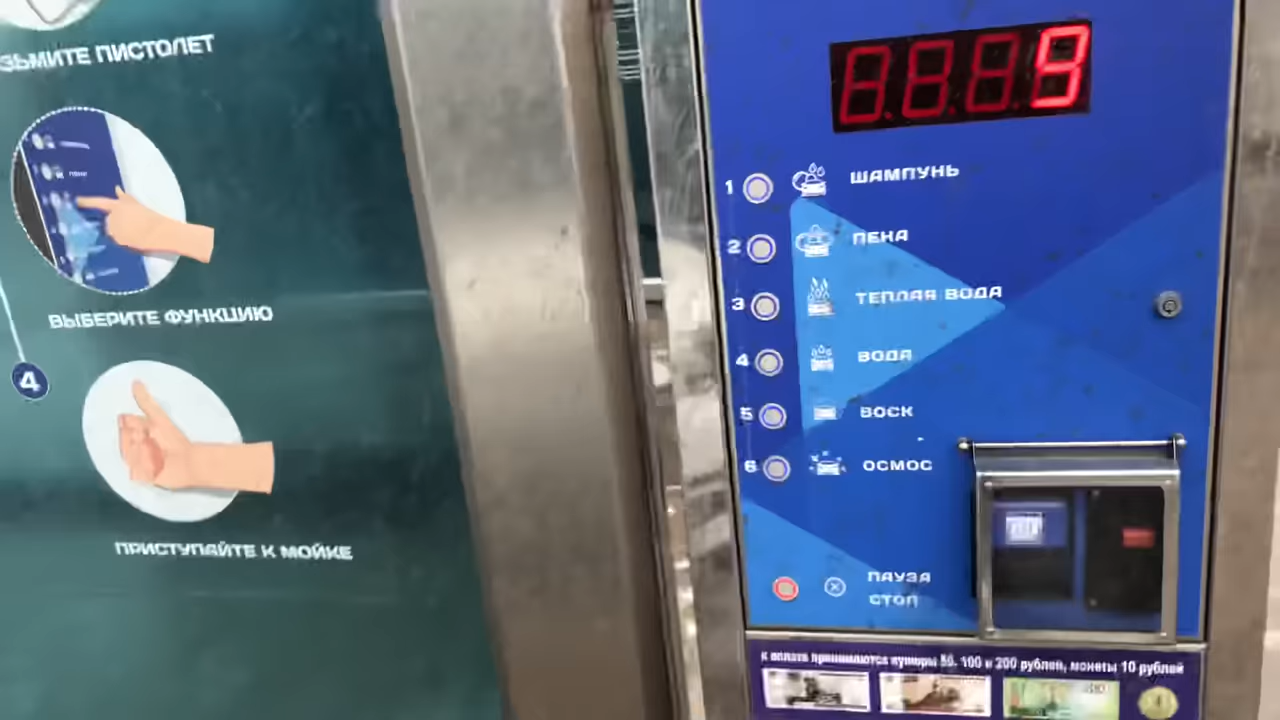 ЗЬМИТЕ ПИСТОЛЕТ
ВЫБЕРИТЕ ФУНКЦИЮ
4
ПРИСТУПАЙТЕ К МОЙКЕ
9
1 ШАМПУНЬ
2 ПЕНА
3 ТЕПЛАЯ ВОДА
4 ВОДА
5 ВОСК
6 ОСМОС
ПАУЗА
СТОП
К оплате принимаются купюры 50, 100 и 200 рублей, монеты 10 рублей